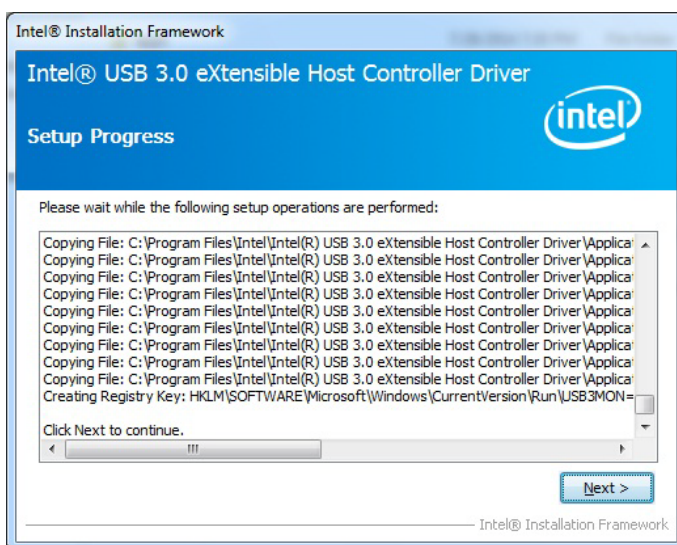 Intel® Installation Framework
Intel® USB 3.0 eXtensible Host Controller Driver
intel
Setup Progress
Please wait while the following setup operations are performed:
Copying File: C:\Program Files\Intel\Intel(R) USB 3.0 eXtensible Host Controller Driver\Applica
Copying File: C:\Program Files\Intel\Intel(R) USB 3.0 eXtensible Host Controller Driver\Applica
Copying File: C:\Program Files\Intel\Intel(R) USB 3.0 eXtensible Host Controller Driver\Applica
Copying File: C:\Program Files\Intel\Intel(R) USB 3.0 eXtensible Host Controller Driver\Applica
Copying File: C:\Program Files\Intel\Intel(R) USB 3.0 eXtensible Host Controller Driver\Applica
Copying File: C:\Program Files\Intel\Intel(R) USB 3.0 eXtensible Host Controller Driver\Applica
Copying File: C:\Program Files\Intel\Intel(R) USB 3.0 eXtensible Host Controller Driver\Applica
Copying File: C:\Program Files\Intel\Intel(R) USB 3.0 eXtensible Host Controller Driver\Applica
Copying File: C:\Program Files\Intel\Intel(R) USB 3.0 eXtensible Host Controller Driver\Applica
Creating Registry Key: HKLM\SOFTWARE\Microsoft\Windows\CurrentVersion\Run\USB3MON=
Click Next to continue.
Next >
Intel® Installation Framework